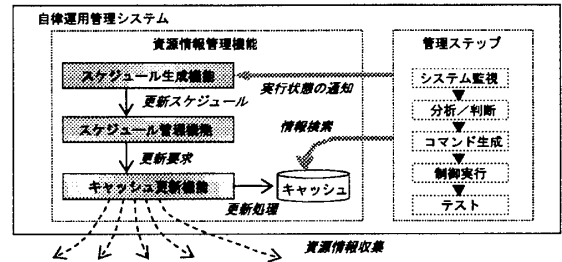 自律運用管理システム
資源情報管理機能
管理ステップ
スケジュール生成機能
システム監視
実行状態の通知
更新スケジュール
分析／判断
スケジュール管理機能
情報検索
コマンド生成
更新要求
制御実行
キャッシュ更新機能
キャッシュ
テスト
更新処理
資源情報収集